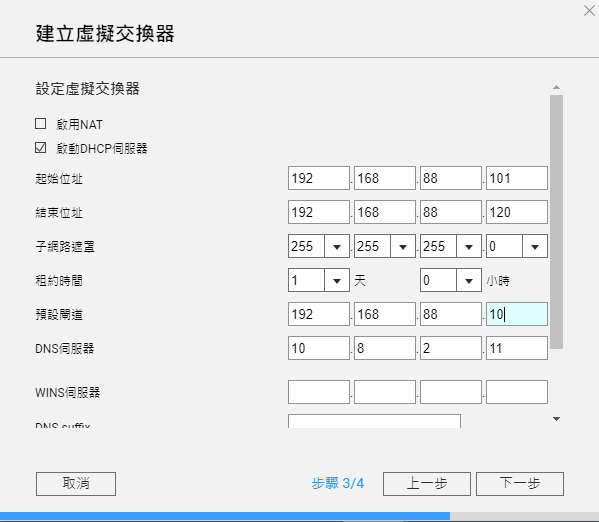 建立虛擬交換器
設定虛擬交換器
啟用NAT
啟動DHCP伺服器
起始位址 192 . 168 . 88 . 101
結束位址 192 . 168 . 88 . 120
子網路遮罩 255 . 255 . 255 . 0
租約時間 1 天 0 小時
預設閘道 192 . 168 . 88 . 10
DNS伺服器 10 . 8 . 2 . 11
WINS伺服器 . . .
DNS suffix
取消 步驟 3/4 上一步 下一步